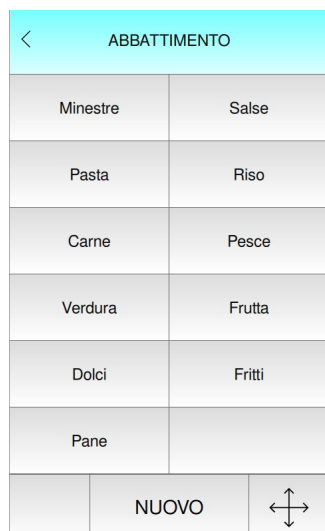 ABBATTIMENTO
Minestre Salse
Pasta Riso
Carne Pesce
Verdura Frutta
Dolci Fritti
Pane
NUOVO